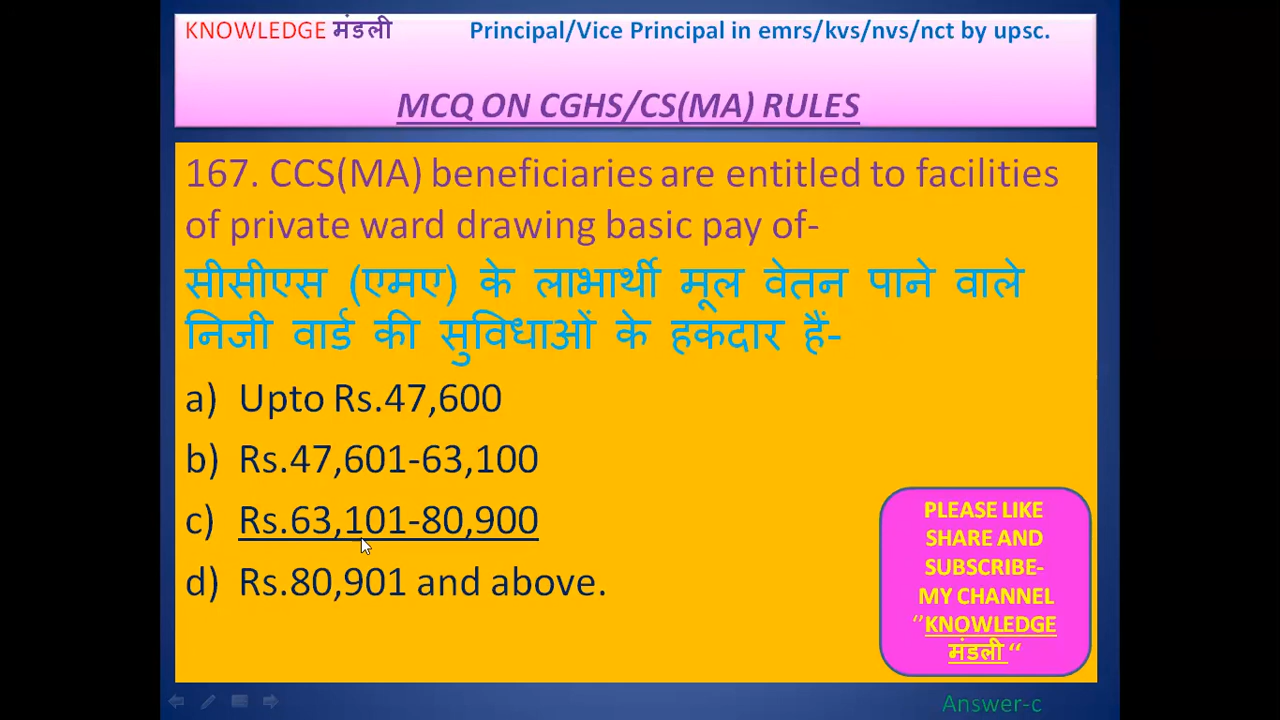 KNOWLEDGE मंडली
Principal/Vice Principal in emrs/kvs/nvs/nct by upsc.
MCQ ON CGHS/CS(MA) RULES
167. CCS(MA) beneficiaries are entitled to facilities
of private ward drawing basic pay of-
सीसीएस (एमए) के लाभार्थी मूल वेतन पाने वाले
निजी वार्ड की सुविधाओं के हकदार हैं-
a) Upto Rs.47,600
b) Rs.47,601-63,100
c) Rs.63,101-80,900
d) Rs.80,901 and above.
PLEASE LIKE
SHARE AND
SUBSCRIBE-
MY CHANNEL
“KNOWLEDGE
मंडली “
Answer-c